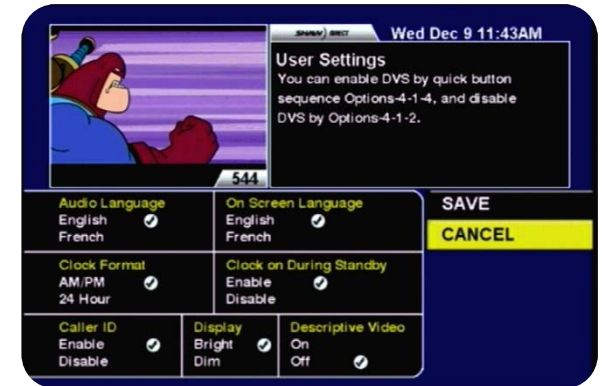 SHAW) DIRECT
Wed Dec 9 11:43AM
User Settings
You can enable DVS by quick button
sequence Options-4-1-4, and disable
DVS by Options-4-1-2.
544
Audio Language
English
French
On Screen Language
English
French
SAVE
CANCEL
Clock Format
AM/PM
24 Hour
Clock on During Standby
Enable
Disable
Caller ID
Enable
Disable
Display
Bright
Dim
Descriptive Video
On
Off